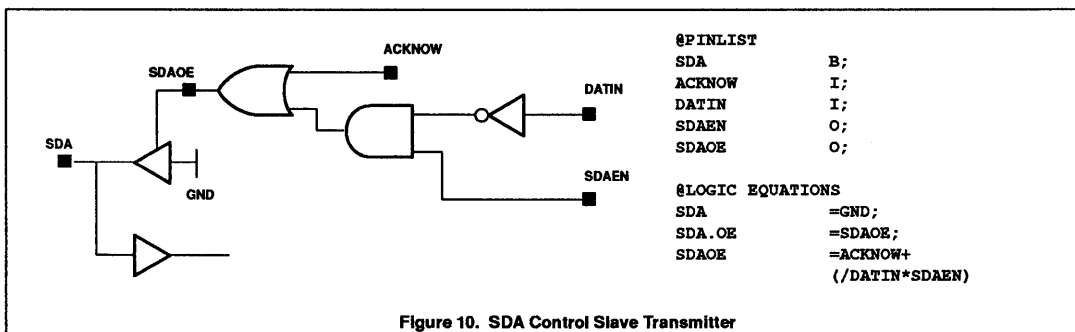 ACKNOW
SDAOE
DATIN
SDA
GND
SDAEN
@PINLIST
SDA B;
ACKNOW I;
DATIN I;
SDAEN O;
SDAOE O;
@LOGIC EQUATIONS
SDA =GND;
SDA.OE =SDAOE;
SDAOE =ACKNOW+
(/DATIN*SDAEN)
Figure 10. SDA Control Slave Transmitter